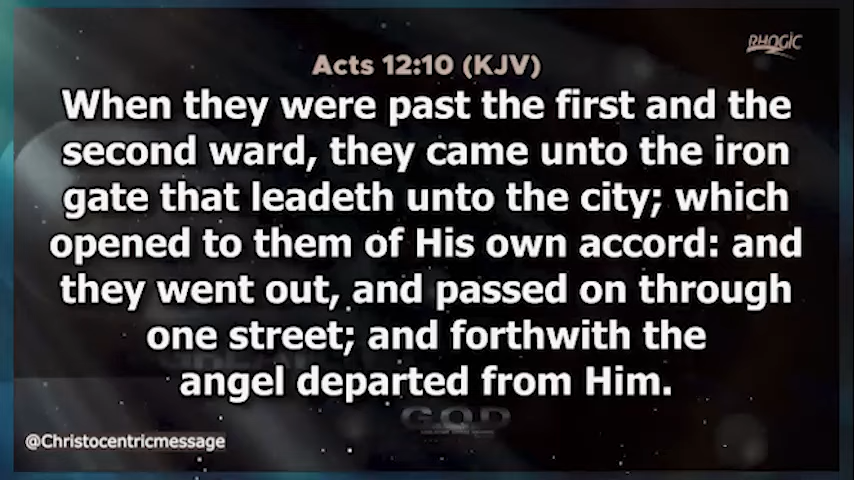 RHOGIC
Acts 12:10 (KJV)
When they were past the first and the
second ward, they came unto the iron
gate that leadeth unto the city; which
opened to them of His own accord: and
they went out, and passed on through
one street; and forthwith the
angel departed from Him.
GOD
@Christocentricmessage